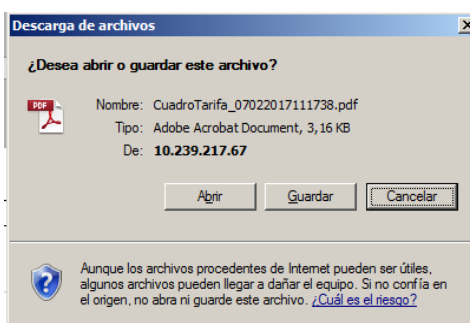 Descarga de archivos
¿Desea abrir o guardar este archivo?
PDF
Nombre: CuadroTarifa_07022017111738.pdf
Tipo: Adobe Acrobat Document, 3,16 KB
De: 10.239.217.67
Abrir Guardar Cancelar
Aunque los archivos procedentes de Internet pueden ser útiles,
algunos archivos pueden llegar a dañar el equipo. Si no confía en
el origen, no abra ni guarde este archivo. ¿Cuál es el riesgo?